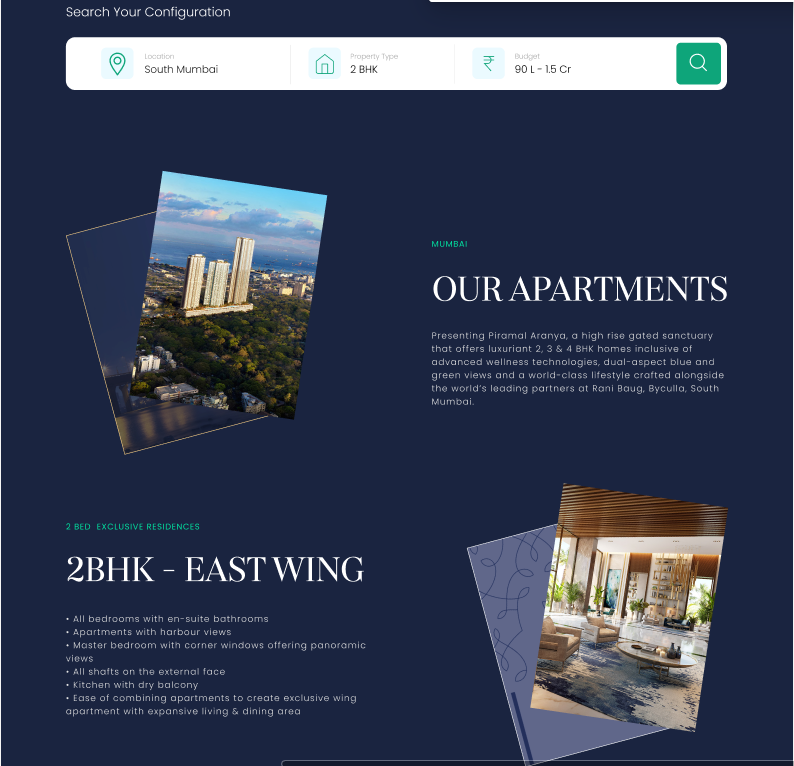 Search Your Configuration
Location
South Mumbai
Property Type
2 BHK
Budget
90 L - 1.5 Cr
MUMBAI
OUR APARTMENTS
Presenting Piramal Aranya, a high rise gated sanctuary
that offers luxuriant 2, 3 & 4 BHK homes inclusive of
advanced wellness technologies, dual-aspect blue and
green views and a world-class lifestyle crafted alongside
the world's leading partners at Rani Baug, Byculla, South
Mumbai.
2 BED EXCLUSIVE RESIDENCES
2BHK - EAST WING
• All bedrooms with en-suite bathrooms
• Apartments with harbour views
• Master bedroom with corner windows offering panoramic
views
• All shafts on the external face
• Kitchen with dry balcony
• Ease of combining apartments to create exclusive wing
apartment with expansive living & dining area